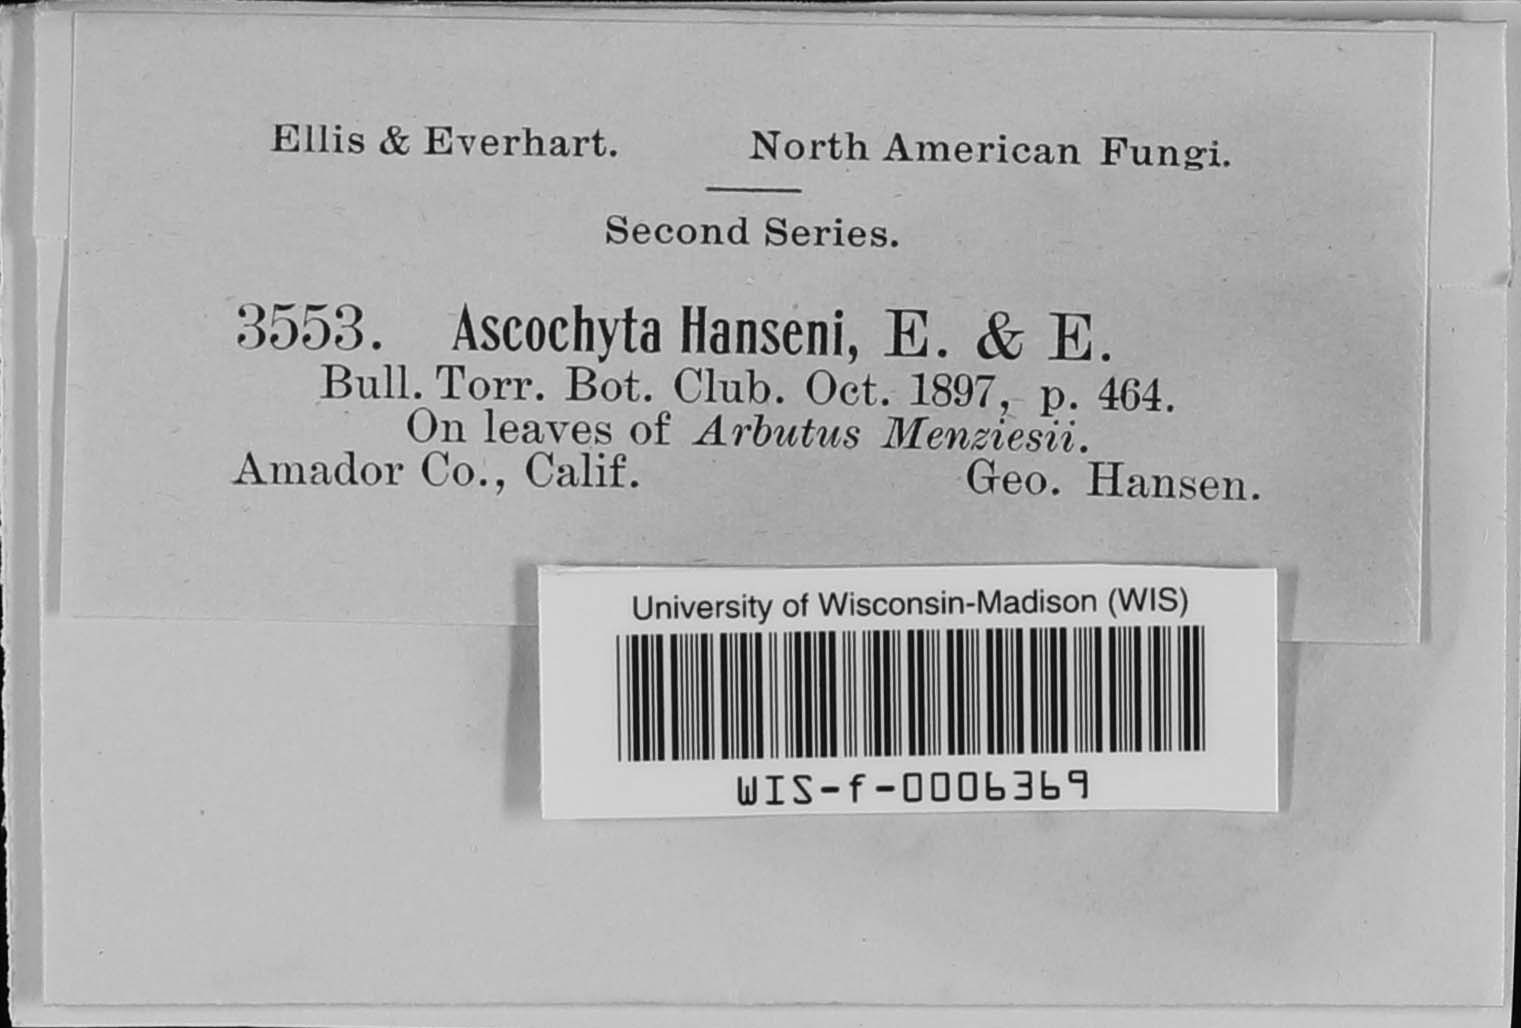 Ellis & Everhart. North American Fungi.
Second Series.
3553. Ascochyta Hanseni, E. & E.
Bull. Torr. Bot. Club. Oct. 1897, p. 464.
On leaves of Arbutus Menziesii.
Amador Co., Calif. Geo. Hansen.
University of Wisconsin-Madison (WIS)
WIS-f-0006369